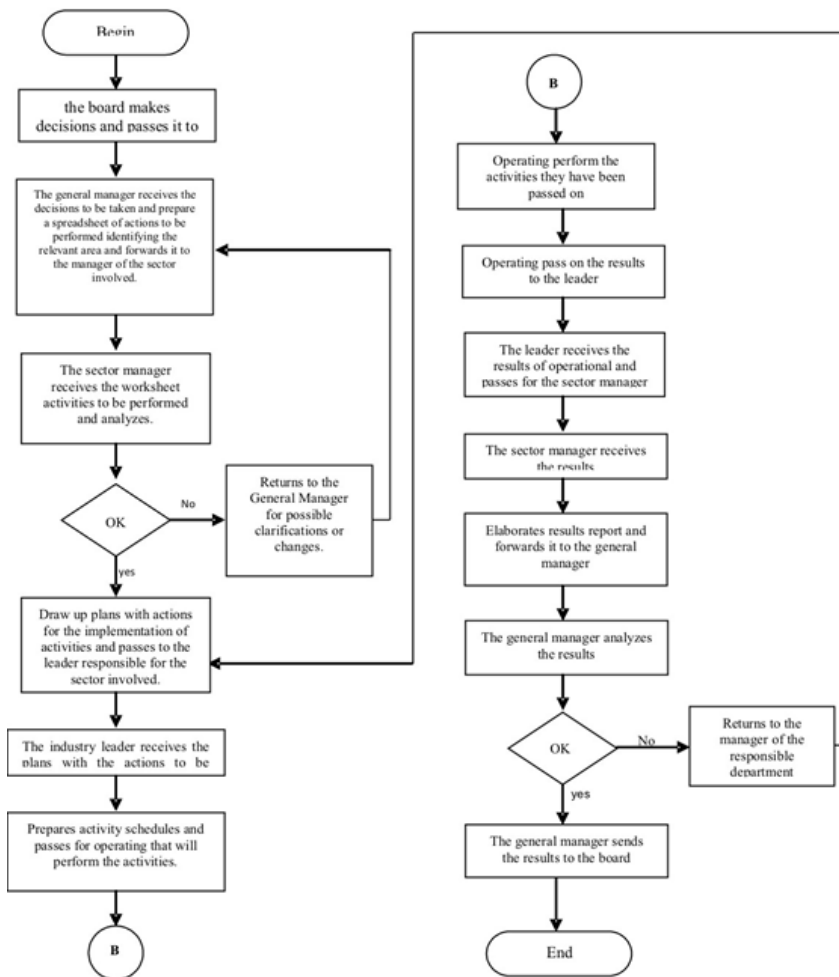 Begin
the board makes
decisions and passes it to
The general manager receives the
decisions to be taken and prepare
a spreadsheet of actions to be
performed identifying the
relevant area and forwards it to
the manager of the sector
involved.
The sector manager
receives the worksheet
activities to be performed
and analyzes.
OK
No
Returns to the
General Manager
for possible
clarifications or
changes.
yes
Draw up plans with actions
for the implementation of
activities and passes to the
leader responsible for the
sector involved.
The industry leader receives the
plans with the actions to be
Prepares activity schedules and
passes for operating that will
perform the activities.
B
B
Operating perform the
activities they have been
passed on
Operating pass on the results
to the leader
The leader receives the
results of operational and
passes for the sector manager
The sector manager receives
the results
Elaborates results report and
forwards it to the general
manager
The general manager analyzes
the results
OK
No
Returns to the
manager of the
responsible
department
yes
The general manager sends
the results to the board
End